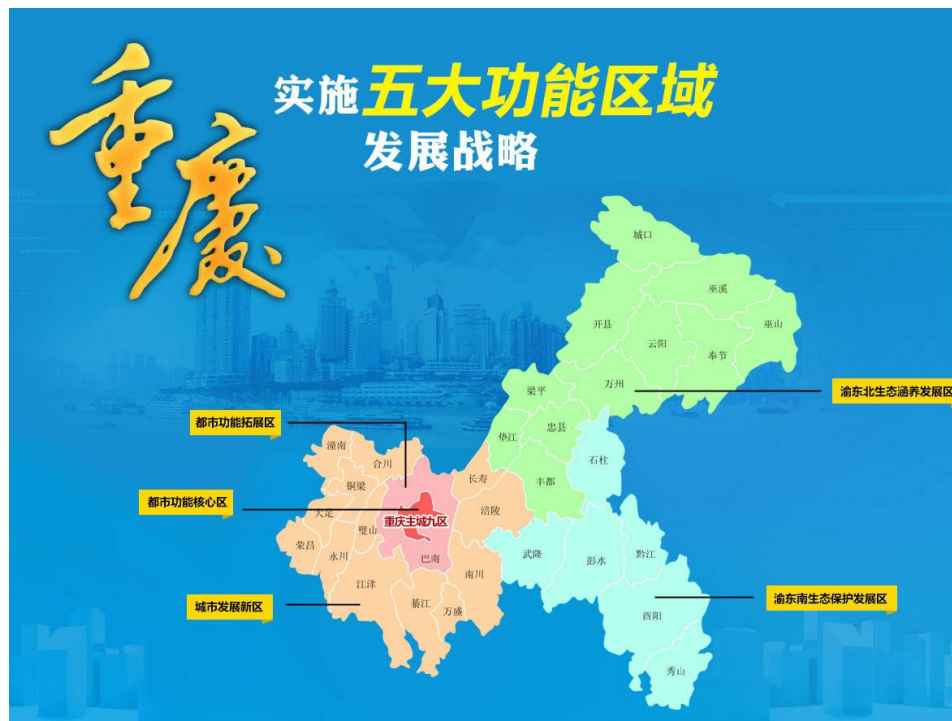 重慶
实施五大功能区域
发展战略
城口
巫溪
巫山
开县
云阳
奉节
万州
梁平
渝东北生态涵养发展区
忠县
垫江
都市功能拓展区
石柱
潼南
合川
长寿
丰都
铜梁
都市功能核心区
大足
涪陵
重庆主城九区
璧山
荣昌
永川
巴南
武隆
彭水
黔江
江津
南川
城市发展新区
綦江
万盛
渝东南生态保护发展区
酉阳
秀山